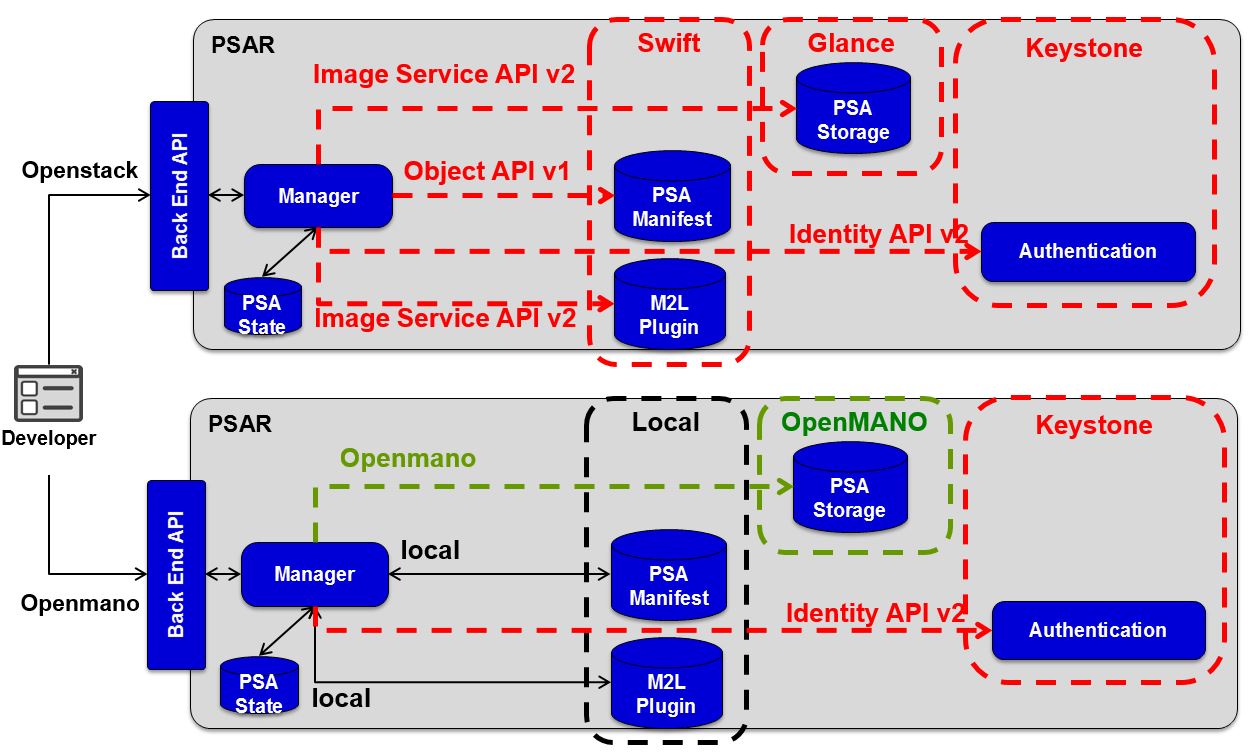 PSAR
Swift
Glance
Keystone
Image Service API v2
PSA
Storage
Openstack
Back End API
Manager
Object API v1
PSA
Manifest
Identity API v2
Authentication
PSA
State
Image Service API v2
M2L
Plugin
Developer
PSAR
Local
OpenMANO
Keystone
Openmano
PSA
Storage
Openmano
Back End API
Manager
local
PSA
Manifest
Identity API v2
Authentication
PSA
State
local
M2L
Plugin